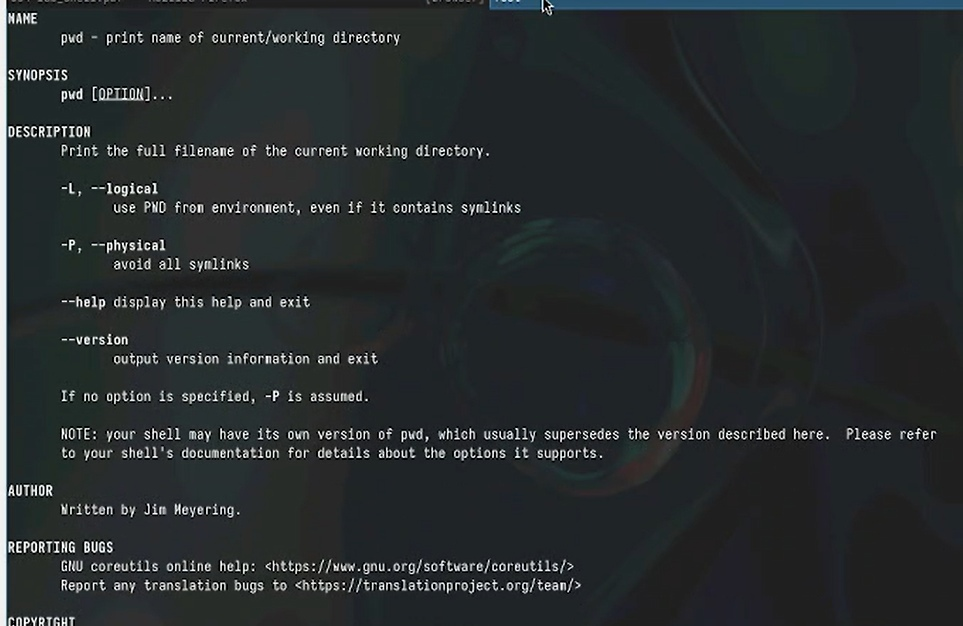 NAME
pwd - print name of current/working directory
SYNOPSIS
pwd [OPTION]...
DESCRIPTION
Print the full filename of the current working directory.
-L, --logical
use PWD from environment, even if it contains symlinks
-P, --physical
avoid all symlinks
--help display this help and exit
--version
output version information and exit
If no option is specified, -P is assumed.
NOTE: your shell may have its own version of pwd, which usually supersedes the version described here.  Please refer
to your shell's documentation for details about the options it supports.
AUTHOR
Written by Jim Meyering.
REPORTING BUGS
GNU coreutils online help: <https://www.gnu.org/software/coreutils/>
Report any translation bugs to <https://translationproject.org/team/>
COPYRIGHT